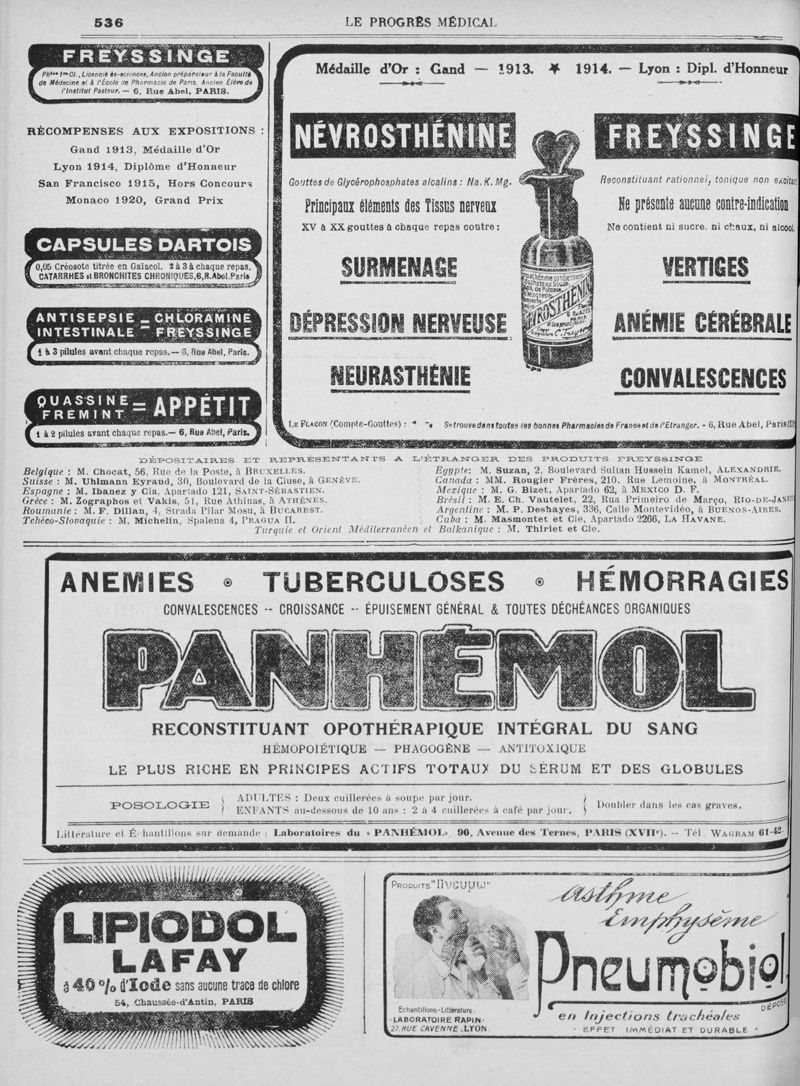 536
LE PROGRÈS MÉDICAL
FREYSSINGE
Phien 1re Cl., Licencié ès-sciences, Ancien préparateur à la Faculté
de Médecine et à l'École de Pharmacie de Paris. Ancien Élève de
l'Institut Pasteur. — 6, Rue Abel, PARIS.
RÉCOMPENSES AUX EXPOSITIONS :
Gand 1913, Médaille d'Or
Lyon 1914, Diplôme d'Honneur
San Francisco 1915, Hors Concours
Monaco 1920, Grand Prix
CAPSULES DARTOIS
0,05 Créosote titrée en Gaïacol. 2 à 3 à chaque repas.
CATARRHES et BRONCHITES CHRONIQUES, 6, R. Abel, Paris
ANTISEPSIE INTESTINALE = CHLORAMINE FREYSSINGE
1 à 3 pilules avant chaque repas. — 6, Rue Abel, Paris.
QUASSINE FREMINT = APPÉTIT
1 à 2 pilules avant chaque repas. — 6, Rue Abel, Paris.
Médaille d'Or : Gand — 1913. ★ 1914. — Lyon : Dipl. d'Honneur
NÉVROSTHÉNINE FREYSSINGE
Gouttes de Glycérophosphates alcalins : Na. K. Mg.
Principaux éléments des Tissus nerveux
XV à XX gouttes à chaque repas contre :
SURMENAGE
DÉPRESSION NERVEUSE
NEURASTHÉNIE
Reconstituant rationnel, tonique non excitan
Ne présente aucune contre-indication
Ne contient ni sucre, ni chaux, ni alcool.
VERTIGES
ANÉMIE CÉRÉBRALE
CONVALESCENCES
LE FLACON (Compte-Gouttes) : Se trouve dans toutes les bonnes Pharmacies de France et de l'Etranger. - 6, Rue Abel, Paris
DÉPOSITAIRES ET REPRÉSENTANTS A L'ÉTRANGER DES PRODUITS FREYSSINGE
Belgique : M. Chocat, 56, Rue de la Poste, à BRUXELLES.
Suisse : M. Uhlmann Eyraud, 30, Boulevard de la Cluse, à GENÈVE.
Espagne : M. Ibanez y Cia, Apartado 121, SAINT-SÉBASTIEN.
Grèce : M. Zographos et Vakis, 51, Rue Athinas, à ATHÈNES.
Roumanie : M. F. Dillan, 4, Strada Pilar Mosu, à BUCAREST.
Tchéco-Slovaquie : M. Michelin, Spalena 4, PRAGUA II.
Egypte : M. Suzan, 2, Boulevard Sultan Hussein Kamel, ALEXANDRIE.
Canada : MM. Rougier Frères, 210, Rue Lemoine, à MONTRÉAL.
Mexique : M. G. Bizet, Apartado 62, à MEXICO D. F.
Brésil : M. E. Ch. Vautelet, 22, Rua Primeiro de Março, RIO-DE-JANEI
Argentine : M. P. Deshayes, 336, Calle Montevidéo, à BUENOS-AIRES.
Cuba : M. Masmontet et Cie, Apartado 2266, LA HAVANE.
Turquie et Orient Méditerranéen et Balkanique : M. Thiriet et Cie.
ANEMIES • TUBERCULOSES • HÉMORRAGIES
CONVALESCENCES -- CROISSANCE -- ÉPUISEMENT GÉNÉRAL & TOUTES DÉCHÉANCES ORGANIQUES
PANHÉMOL
RECONSTITUANT OPOTHÉRAPIQUE INTÉGRAL DU SANG
HÉMOPOIÉTIQUE — PHAGOGÈNE — ANTITOXIQUE
LE PLUS RICHE EN PRINCIPES ACTIFS TOTAUX DU SÉRUM ET DES GLOBULES
POSOLOGIE
ADULTES : Deux cuillerées à soupe par jour.
ENFANTS au-dessous de 10 ans : 2 à 4 cuillerées à café par jour.
Doubler dans les cas graves.
Littérature et Échantillons sur demande : Laboratoires du « PANHÉMOL», 90, Avenue des Ternes, PARIS (XVIIe). -- Tél. WAGRAM 61-42.
LIPIODOL
LAFAY
à 40 % d'Iode sans aucune trace de chlore
54, Chaussée-d'Antin, PARIS
PRODUITS "Πνευμω"
Asthme
Emphysème
Pneumobiol
DÉPOSÉ
Echantillons-Littérature
-LABORATOIRE RAPIN-
27, RUE CAVENNE, LYON.
en Injections trachéales
- EFFET IMMÉDIAT ET DURABLE -